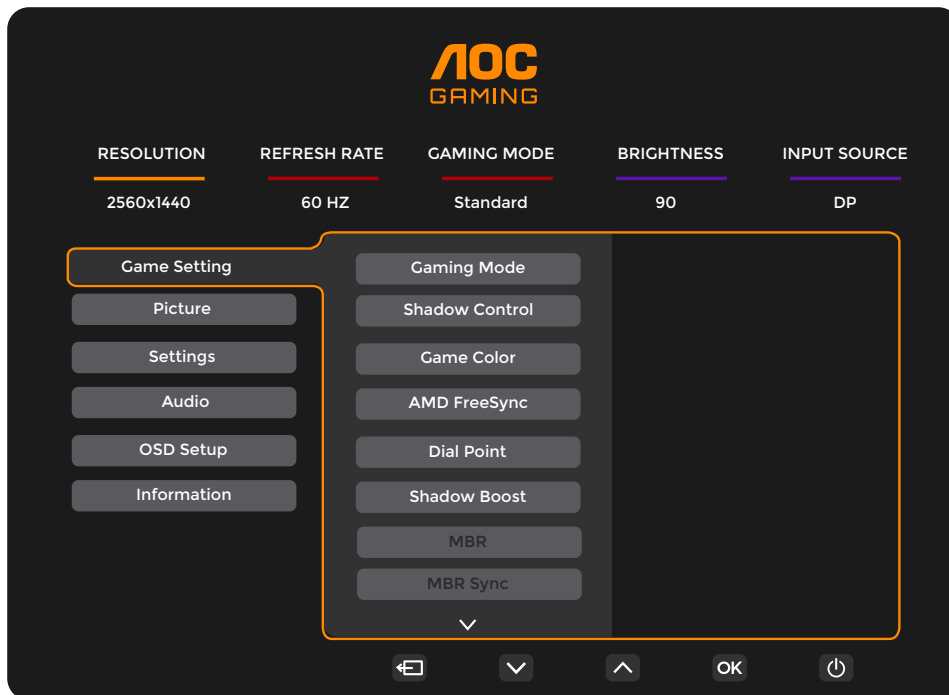 AOC
GAMING
RESOLUTION REFRESH RATE GAMING MODE BRIGHTNESS INPUT SOURCE
2560x1440 60 HZ Standard 90 DP
Game Setting
Picture
Settings
Audio
OSD Setup
Information
Gaming Mode
Shadow Control
Game Color
AMD FreeSync
Dial Point
Shadow Boost
MBR
MBR Sync
OK